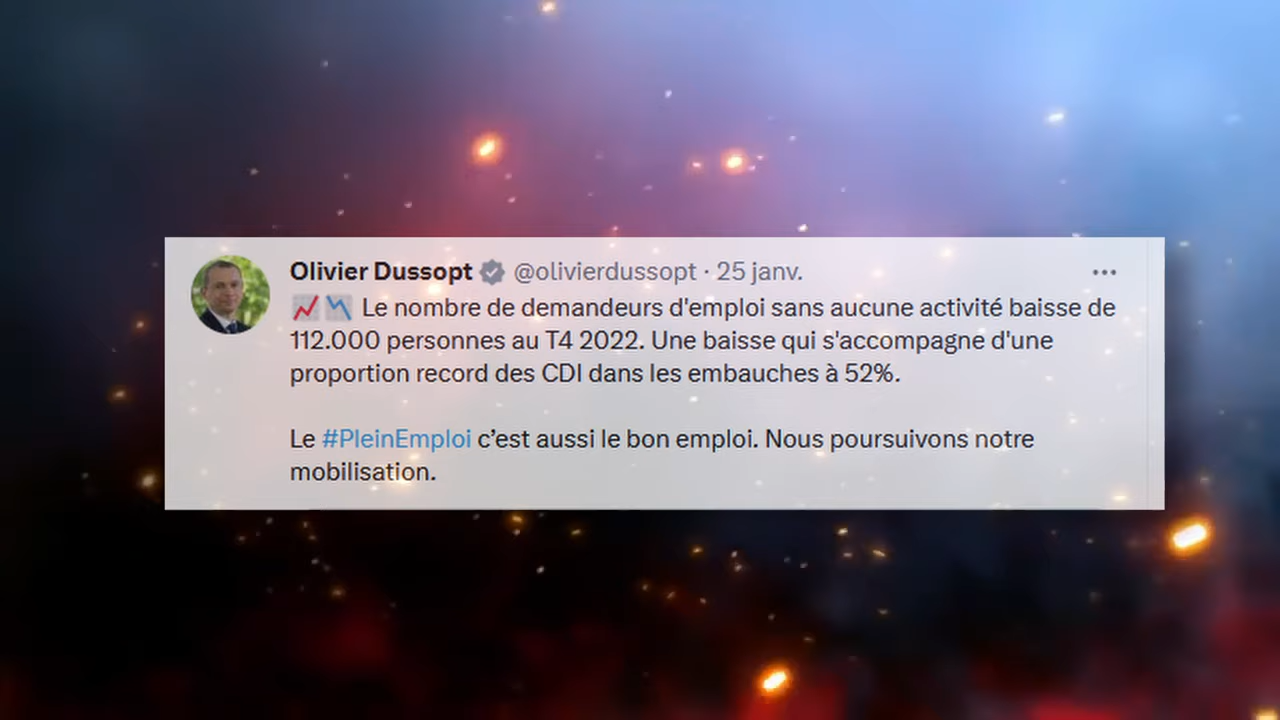 Olivier Dussopt @olivierdussopt · 25 janv.
📈📉 Le nombre de demandeurs d'emploi sans aucune activité baisse de
112.000 personnes au T4 2022. Une baisse qui s'accompagne d'une
proportion record des CDI dans les embauches à 52%.
Le #PleinEmploi c’est aussi le bon emploi. Nous poursuivons notre
mobilisation.